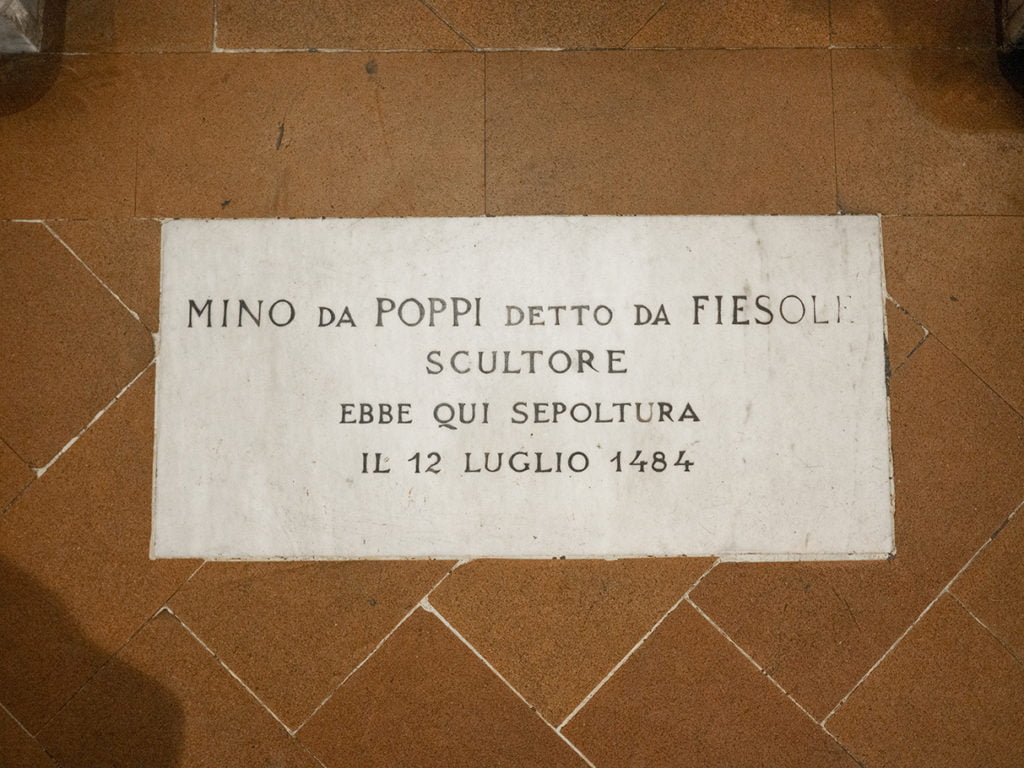 MINO DA POPPI DETTO DA FIESOLE
SCULTORE
EBBE QUI SEPOLTURA
IL 12 LUGLIO 1484